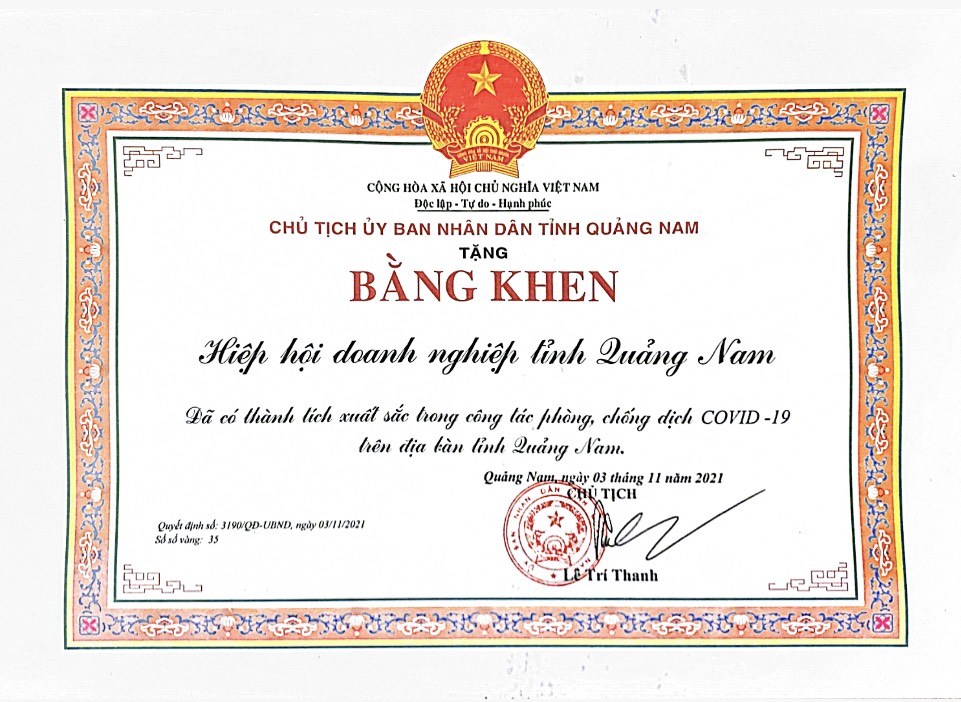 VIỆT NAM
CỘNG HÒA XÃ HỘI CHỦ NGHĨA VIỆT NAM
Độc lập - Tự do - Hạnh phúc
CHỦ TỊCH ỦY BAN NHÂN DÂN TỈNH QUẢNG NAM
TẶNG
BẰNG KHEN
Hiệp hội doanh nghiệp tỉnh Quảng Nam
Đã có thành tích xuất sắc trong công tác phòng, chống dịch COVID -19
trên địa bàn tỉnh Quảng Nam.
Quảng Nam, ngày 03 tháng 11 năm 2021
CHỦ TỊCH
Quyết định số: 3190/QĐ-UBND, ngày 03/11/2021
Số sổ vàng: 35
Lê Trí Thanh